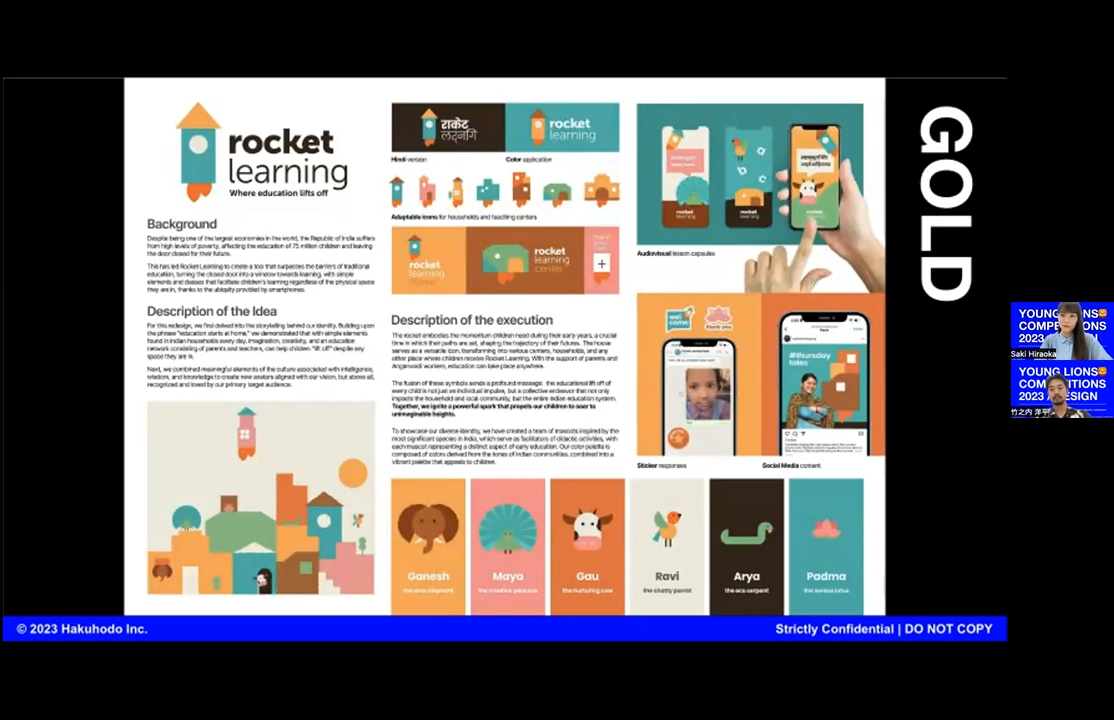 rocket
learning
Where education lifts off
Background
Despite being one of the largest economies in the world, the Republic of India suffers
from high levels of poverty, affecting the education of 75 million children and leaving
the door closed for their future.
This has led Rocket Learning to create a tool that surpasses the barriers of traditional
education, turning the closed door into a window towards learning, with simple
elements and classes that facilitate children's learning regardless of the physical space
they are in, thanks to the ubiquity provided by smartphones.
Description of the Idea
For this redesign, we first delved into the storytelling behind our identity. Building upon
the phrase "education starts at home," we demonstrated that with simple elements
found in Indian households every day, imagination, creativity, and an education
network consisting of parents and teachers, can help children "lift off" despite any
space they are in.
Next, we combined meaningful elements of the culture associated with intelligence,
wisdom, and knowledge to create new avatars aligned with our vision, but above all,
recognized and loved by our primary target audience.
राकेट
rocket
learning
Hindi version
Color application
Adaptable icons for households and teaching centers
rocket
learning
rocket
learning
center
Description of the execution
The rocket embodies the momentum children need during their early years, a crucial
time in which their paths are set, shaping the trajectory of their futures. The house
serves as a versatile icon, transforming into various centers, households, and any
other place where children receive Rocket Learning. With the support of parents and
Anganwadi workers, education can take place anywhere.
The fusion of these symbols sends a profound message: the educational lift off of
every child is not just an individual impulse, but a collective endeavor that not only
impacts the household and local community, but the entire Indian education system.
Together, we ignite a powerful spark that propels our children to soar to
unimaginable heights.
To showcase our diverse identity, we have created a team of mascots inspired by the
most significant species in India, which serve as facilitators of didactic activities, with
each mascot representing a distinct aspect of early education. Our color palette is
composed of colors derived from the tones of Indian communities, combined into a
vibrant palette that appeals to children.
rocket
learning
rocket
learning
rocket
learning
Audiovisual lesson capsules
wel
come
thank you
#thursday
tales
Sticker responses
Social Media content
Ganesh
the wise elephant
Maya
the creative peacock
Gau
the nurturing cow
Ravi
the chatty parrot
Arya
the eco serpent
Padma
the serious lotus
GOLD
YOUNG LIONS
COMPETITIONS
2023 DESIGN
Saki Hiraoka
YOUNG LIONS
COMPETITIONS
2023 DESIGN
竹之内 洋平
© 2023 Hakuhodo Inc.
Strictly Confidential | DO NOT COPY